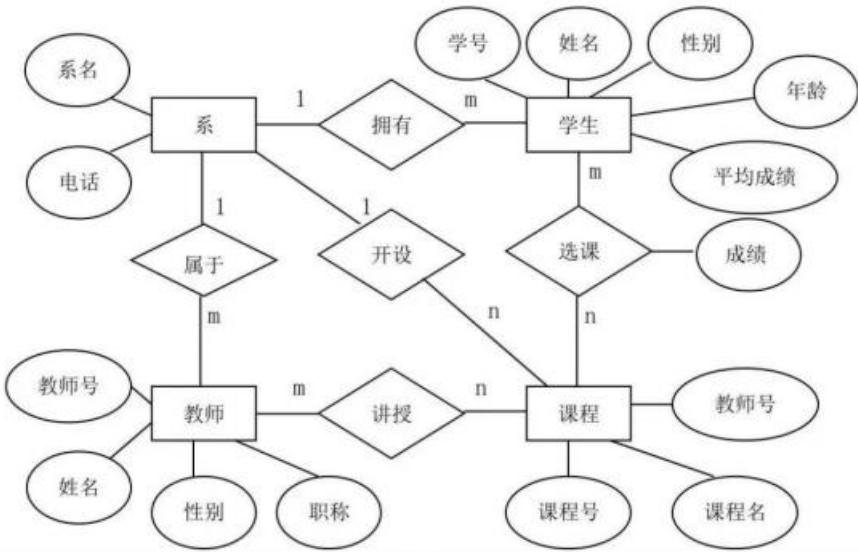 学号
姓名
性别
系名
年龄
系
1
拥有
m
学生
电话
平均成绩
m
1
1
属于
开设
选课
成绩
m
n
n
教师号
教师
m
讲授
n
课程
教师号
姓名
性别
职称
课程号
课程名